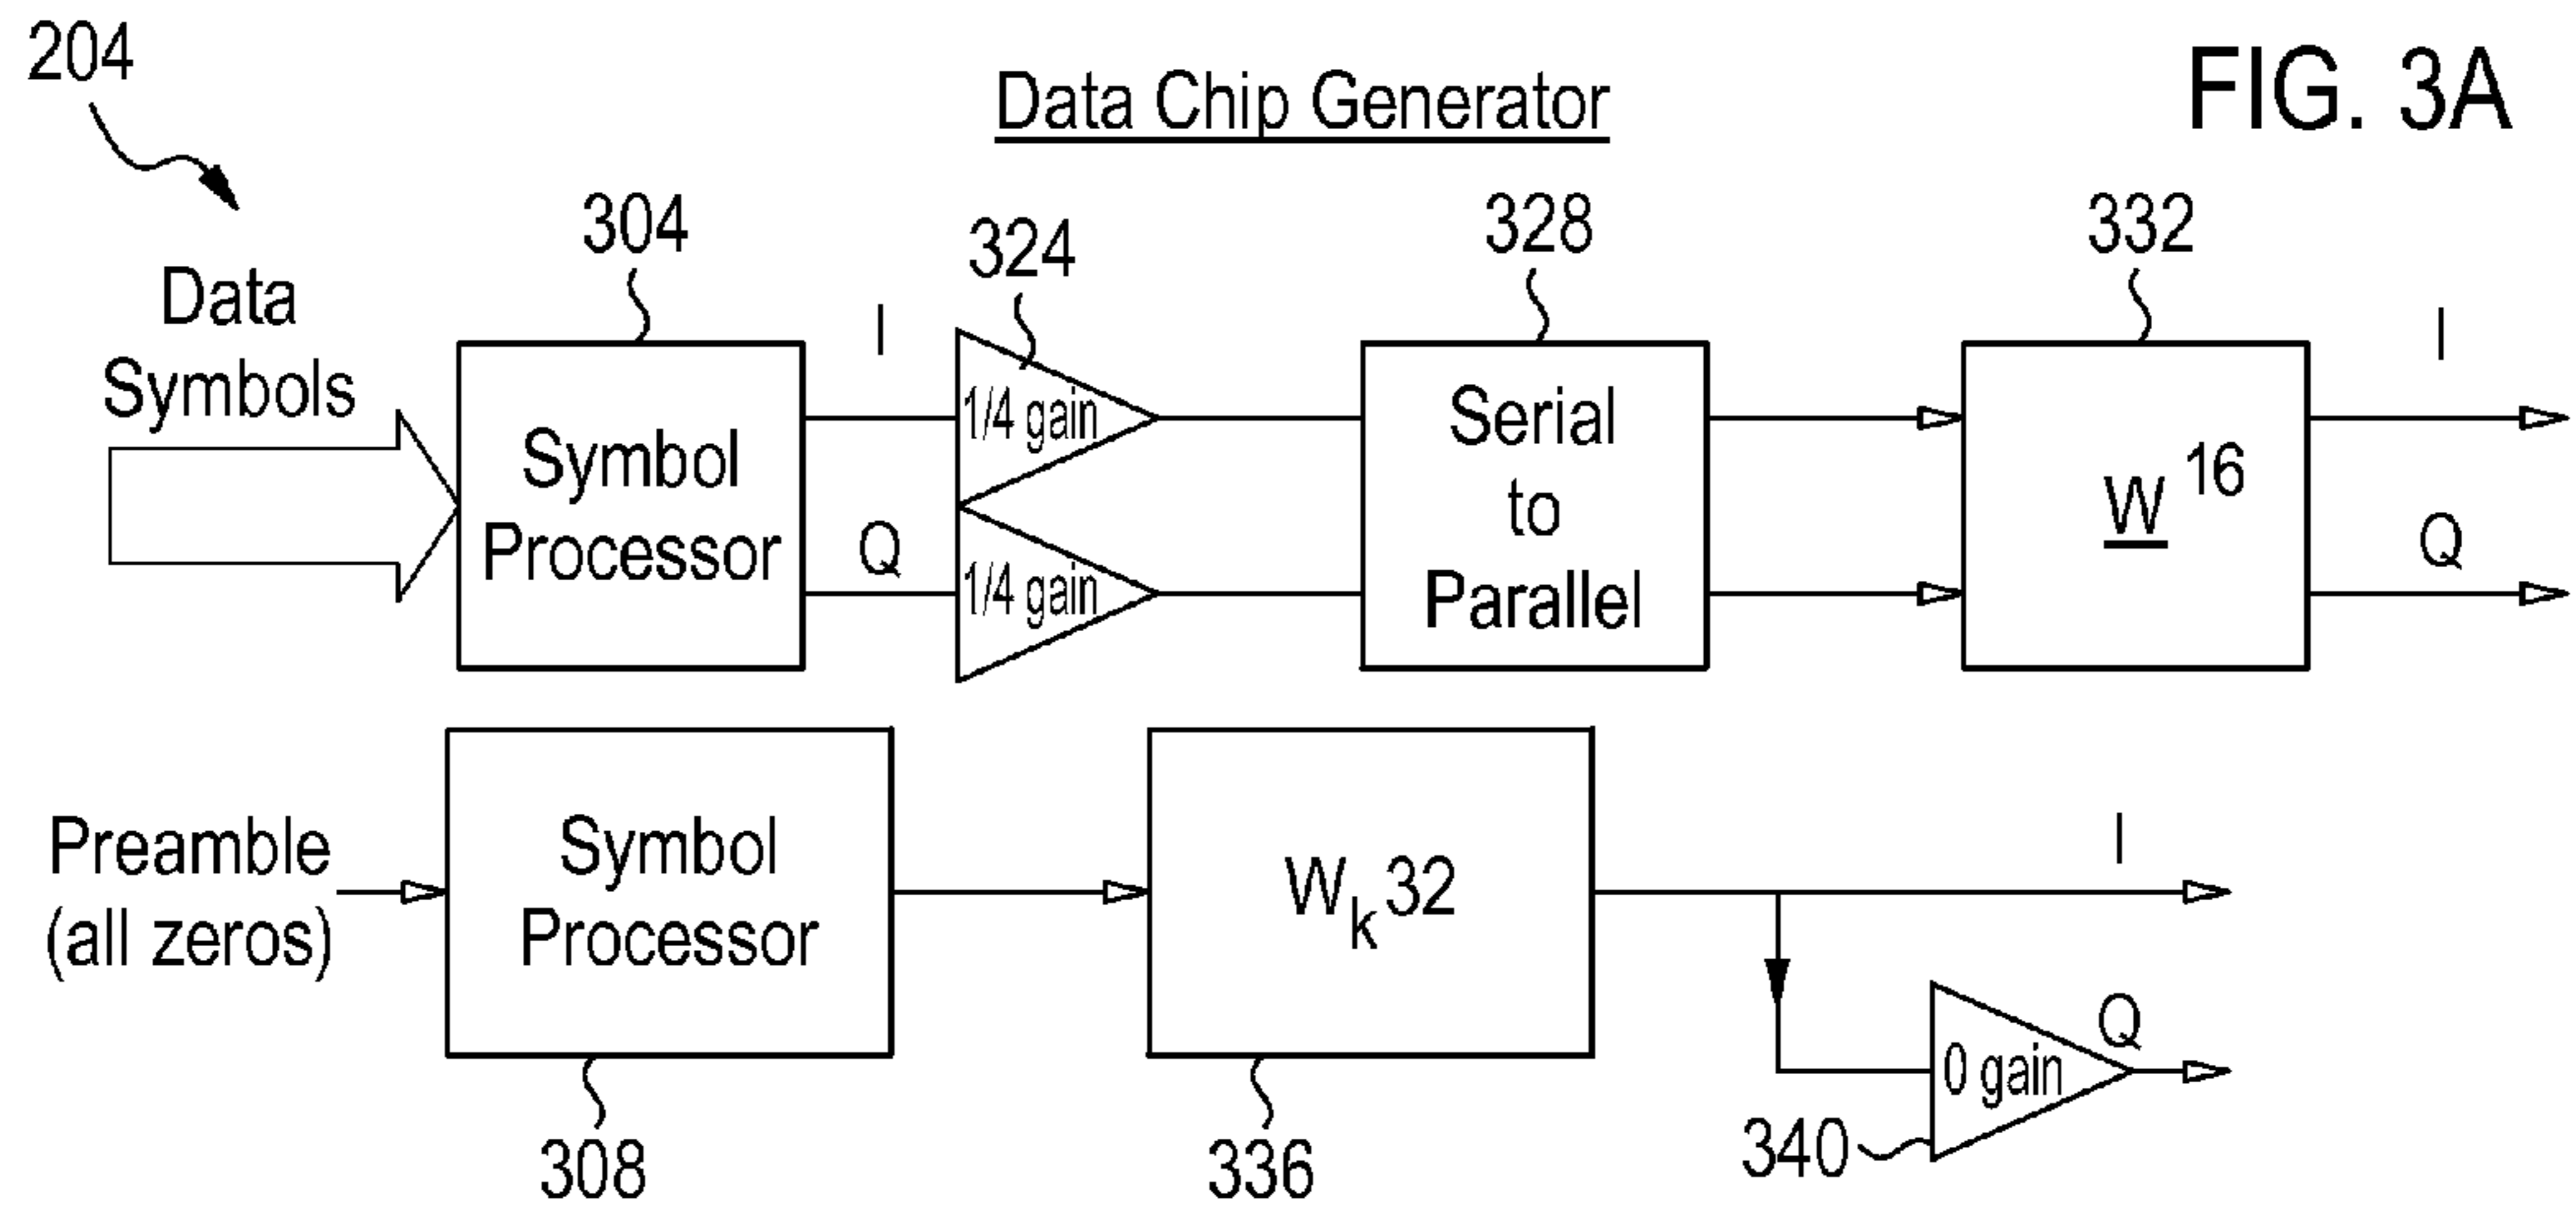 204
Data Chip Generator
FIG. 3A
304
324
328
332
Data
Symbols
Symbol
Processor
I
Q
1/4 gain
1/4 gain
Serial
to
Parallel
W 16
I
Q
Preamble
(all zeros)
Symbol
Processor
Wk32
I
Q
0 gain
308
336
340